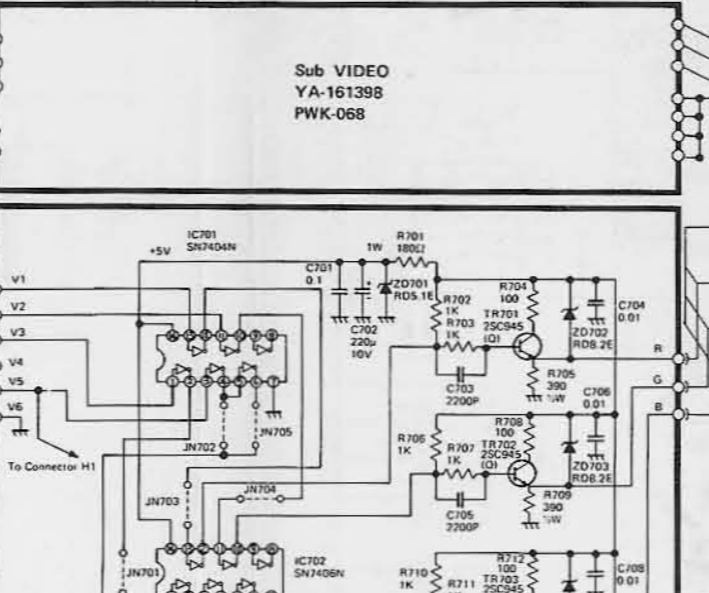 Sub VIDEO
YA-161398
PWK-068
IC701
SN7404N
+5V
V1
V2
V3
V4
V5
V6
To Connector H1
C701
0.1
1W
R701
180Ω
ZD701
RD5.1E
C702
220μ
10V
R702
1K
R703
1K
C703
2200P
R704
100
TR701
2SC945
(Q)
ZD702
RD8.2E
C704
0.01
R705
390
½W
R
G
B
C706
0.01
JN702
JN705
JN703
JN704
JN701
R706
1K
R707
1K
C705
2200P
R708
100
TR702
2SC945
(Q)
ZD703
RD8.2E
R709
390
½W
IC702
SN7406N
R710
1K
R711
R712
100
TR703
2SC945
C708
0.01